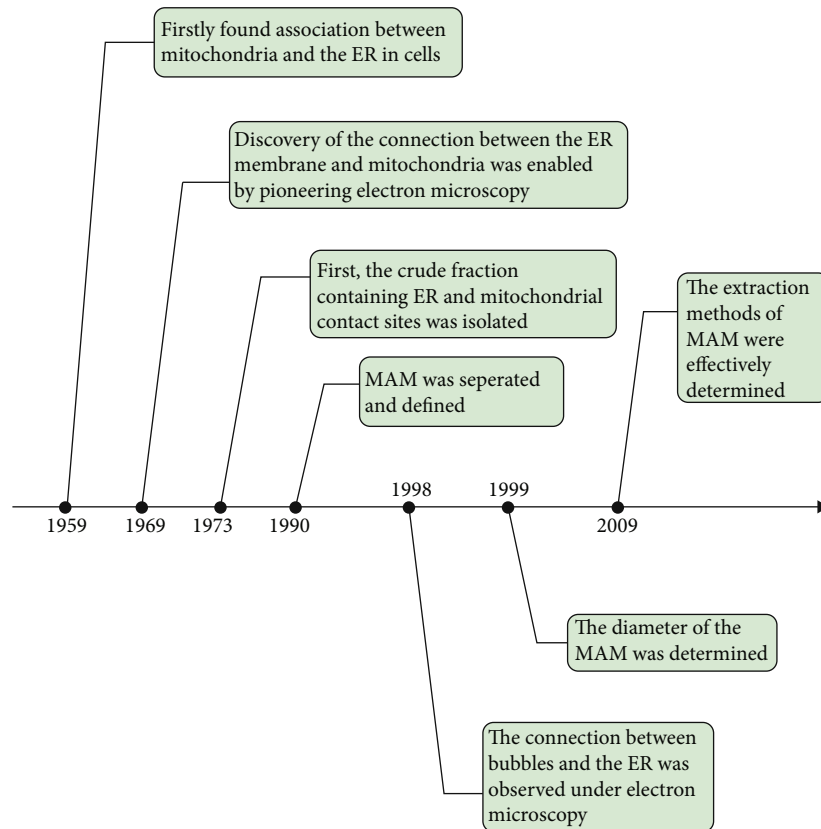 Firstly found association between
mitochondria and the ER in cells
Discovery of the connection between the ER
membrane and mitochondria was enabled
by pioneering electron microscopy
First, the crude fraction
containing ER and mitochondrial
contact sites was isolated
The extraction
methods of
MAM were
effectively
determined
MAM was seperated
and defined
1959
1969
1973
1990
1998
1999
2009
The diameter of the
MAM was determined
The connection between
bubbles and the ER was
observed under electron
microscopy